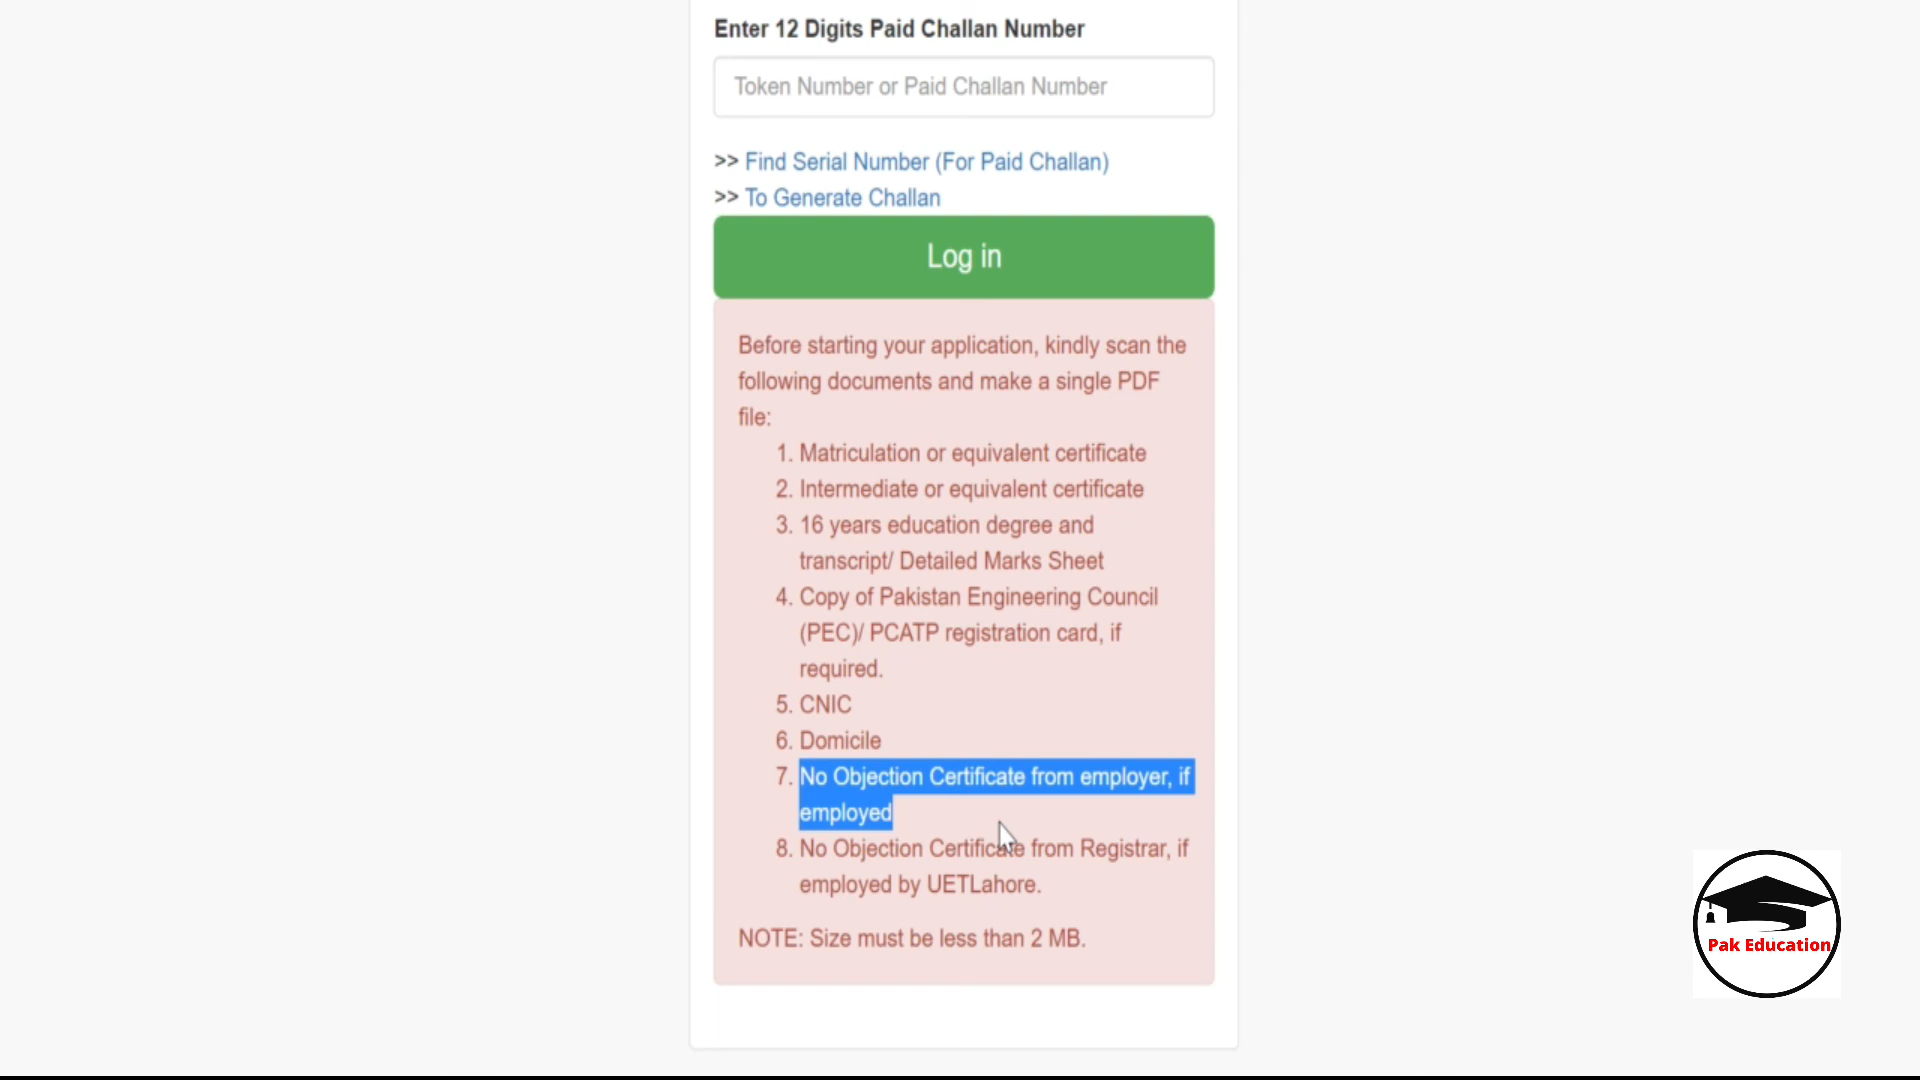 Enter 12 Digits Paid Challan Number
Token Number or Paid Challan Number
>> Find Serial Number (For Paid Challan)
>> To Generate Challan
Log in
Before starting your application, kindly scan the
following documents and make a single PDF
file:
1. Matriculation or equivalent certificate
2. Intermediate or equivalent certificate
3. 16 years education degree and
transcript/ Detailed Marks Sheet
4. Copy of Pakistan Engineering Council
(PEC)/ PCATP registration card, if
required.
5. CNIC
6. Domicile
7. No Objection Certificate from employer, if
employed
8. No Objection Certificate from Registrar, if
employed by UETLahore.
NOTE: Size must be less than 2 MB.
Pak Education